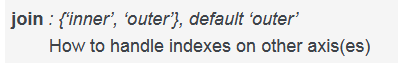 join : {‘inner’, ‘outer’}, default ‘outer’
How to handle indexes on other axis(es)